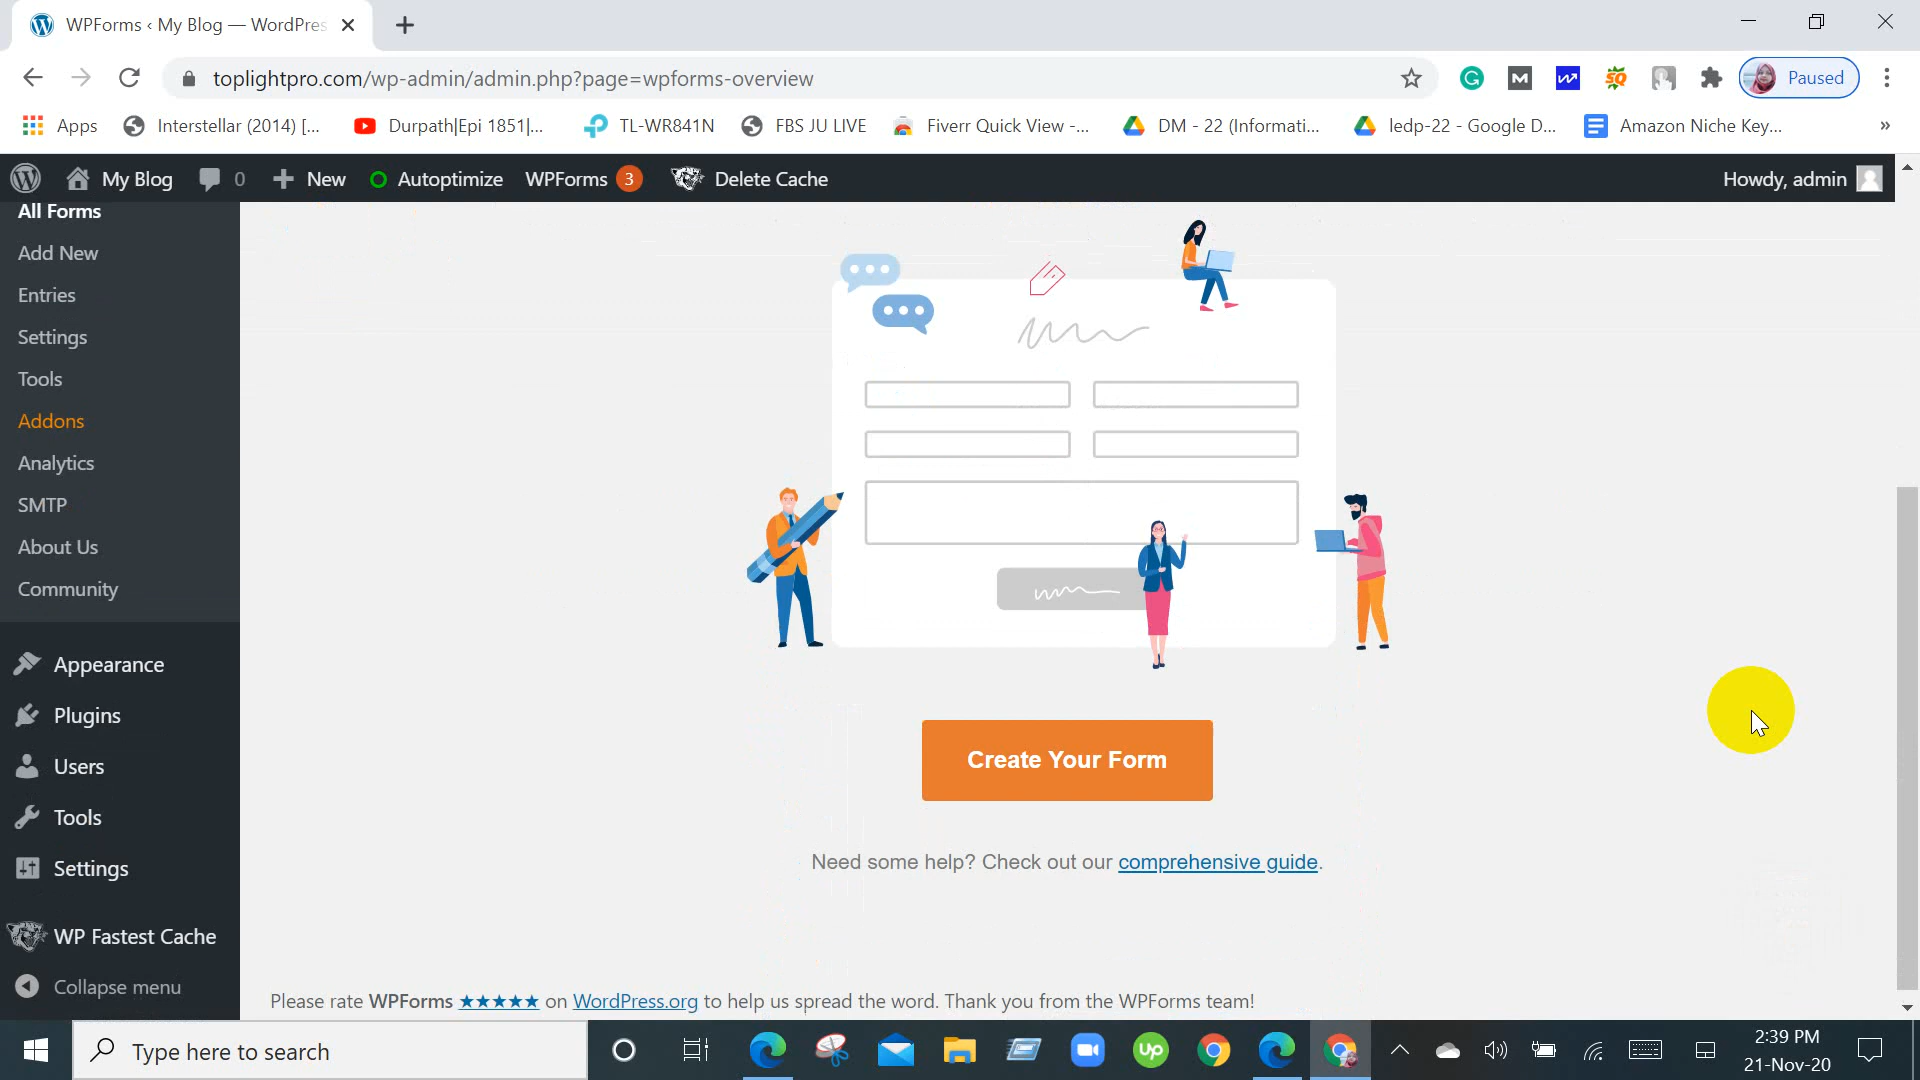 WPForms ‹ My Blog — WordPres
toplightpro.com/wp-admin/admin.php?page=wpforms-overview
Paused
Apps
Interstellar (2014) [...
Durpath|Epi 1851|...
TL-WR841N
FBS JU LIVE
Fiverr Quick View -...
DM - 22 (Informati...
ledp-22 - Google D...
Amazon Niche Key...
»
My Blog
0
New
Autoptimize
WPForms 3
Delete Cache
Howdy, admin
All Forms
Add New
Entries
Settings
Tools
Addons
Analytics
SMTP
About Us
Community
Appearance
Plugins
Users
Tools
Settings
WP Fastest Cache
Collapse menu
Create Your Form
Need some help? Check out our comprehensive guide.
Please rate WPForms ★★★★★ on WordPress.org to help us spread the word. Thank you from the WPForms team!
Type here to search
Up
2:39 PM
21-Nov-20